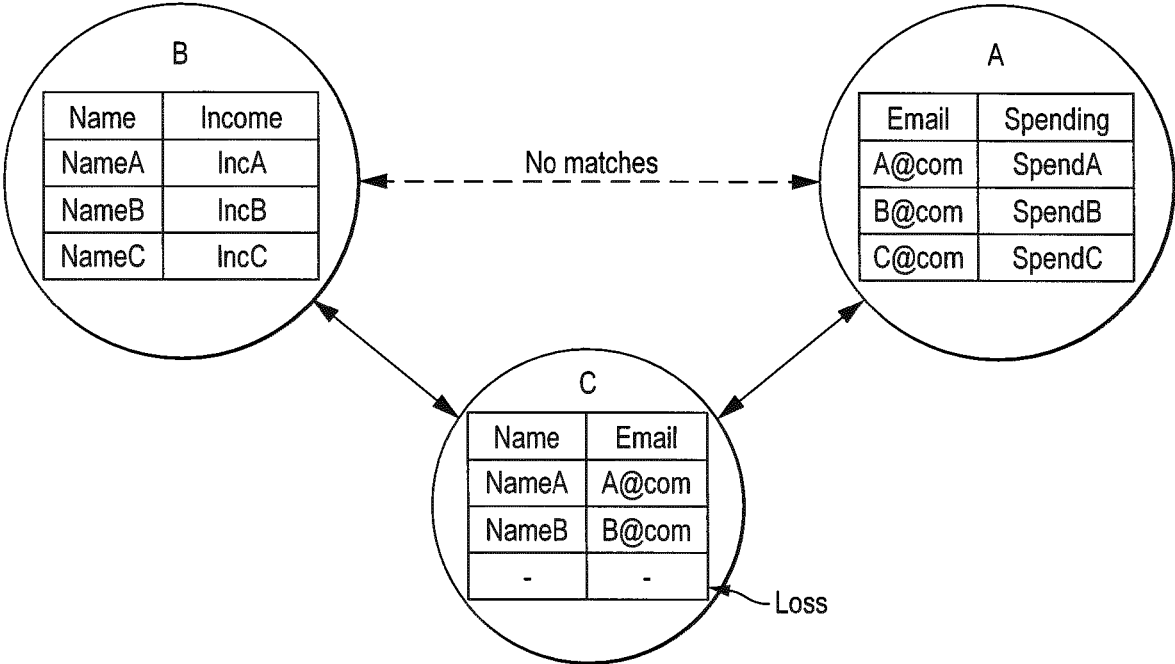 B
Name Income
NameA IncA
NameB IncB
NameC IncC
No matches
A
Email Spending
A@com SpendA
B@com SpendB
C@com SpendC
C
Name Email
NameA A@com
NameB B@com
- -
Loss